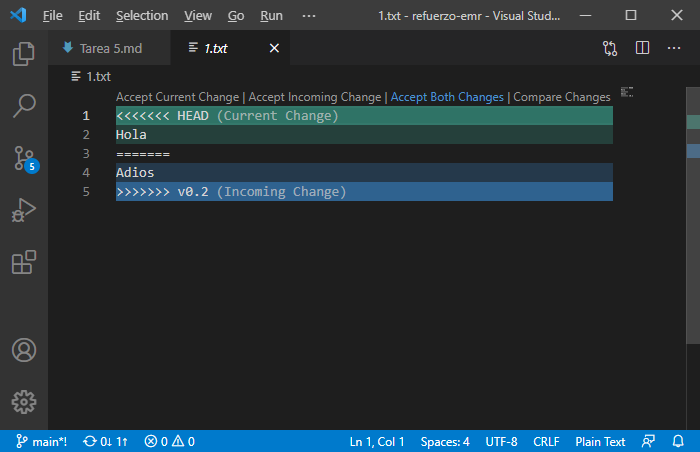 File Edit Selection View Go Run ··· 1.txt - refuerzo-emr - Visual Stud...
Tarea 5.md 1.txt ···
1.txt
Accept Current Change | Accept Incoming Change | Accept Both Changes | Compare Changes
1 <<<<<<< HEAD (Current Change)
2 Hola
3 =======
4 Adios
5 >>>>>>> v0.2 (Incoming Change)
5
main*! 0↓ 1↑ 0 0 Ln 1, Col 1 Spaces: 4 UTF-8 CRLF Plain Text